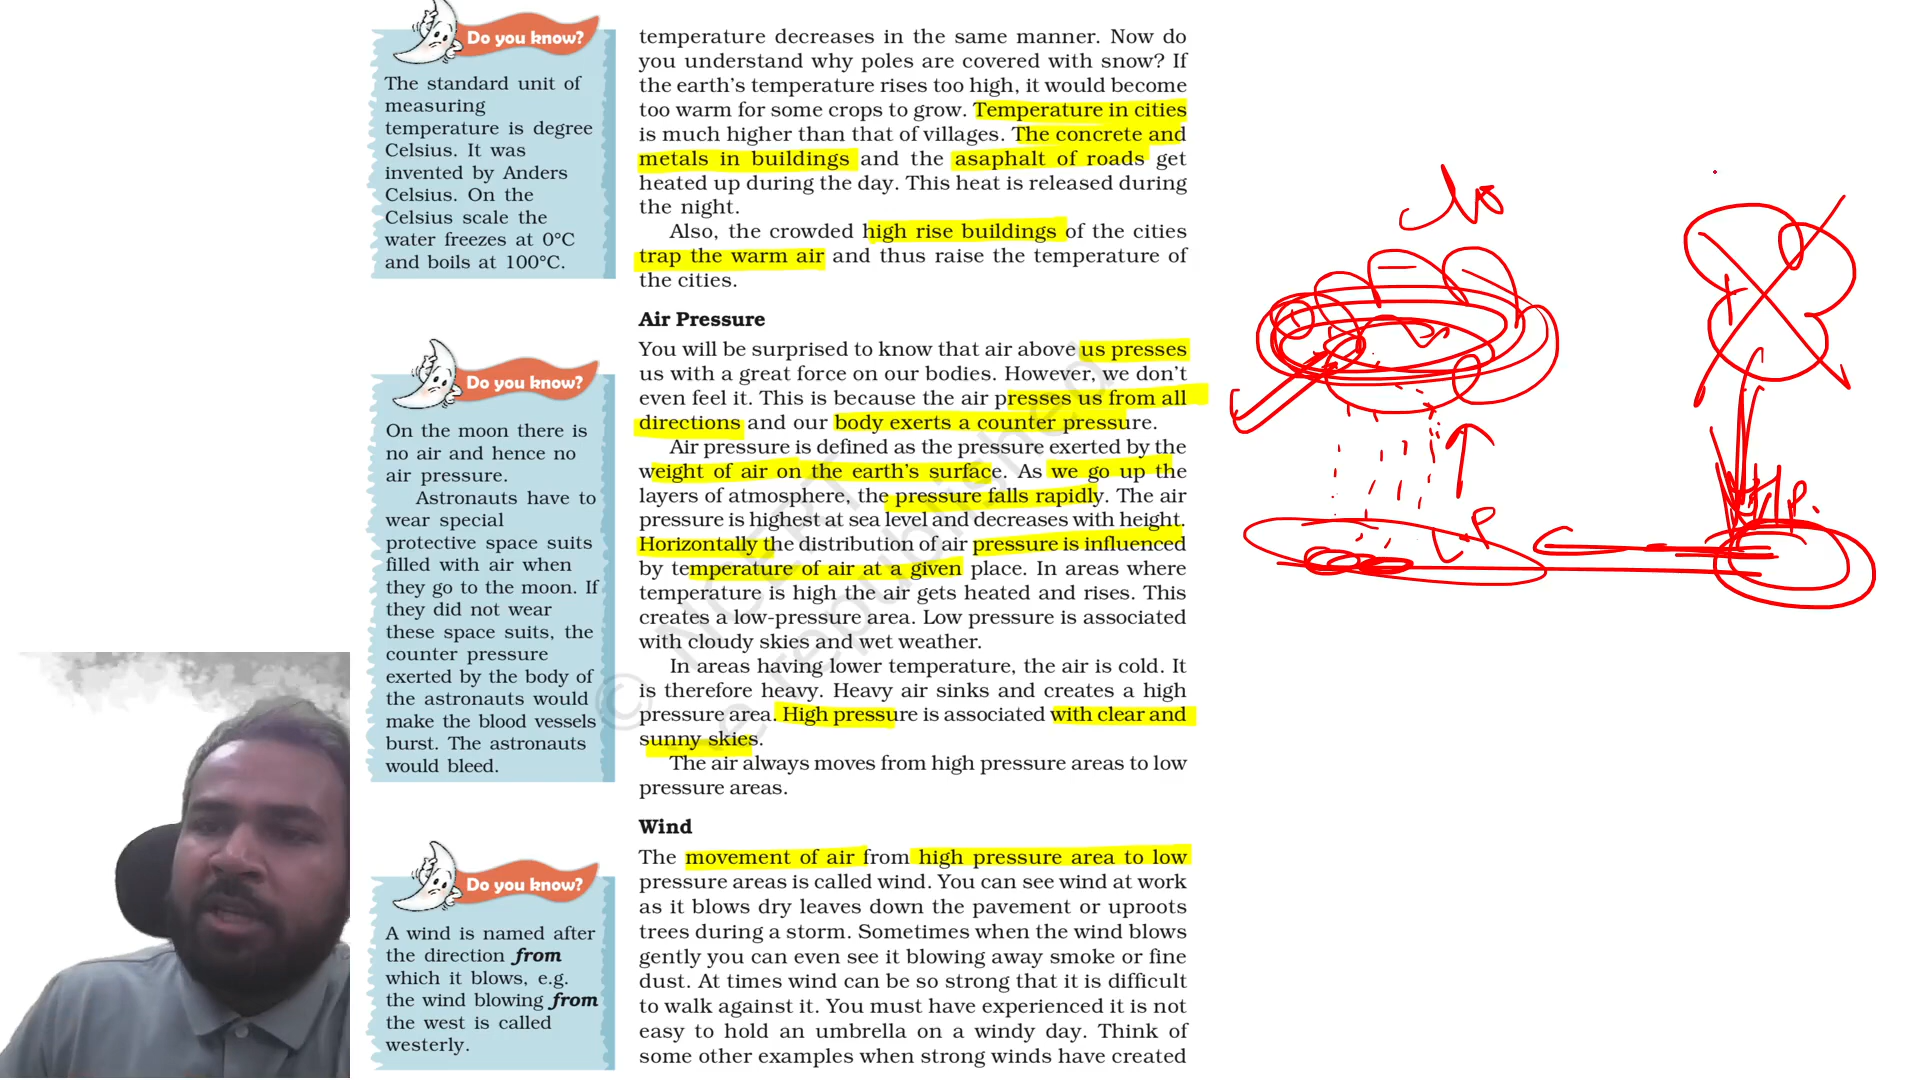 Do you know?
The standard unit of
measuring
temperature is degree
Celsius. It was
invented by Anders
Celsius. On the
Celsius scale the
water freezes at 0°C
and boils at 100°C.
Do you know?
On the moon there is
no air and hence no
air pressure.
Astronauts have to
wear special
protective space suits
filled with air when
they go to the moon. If
they did not wear
these space suits, the
counter pressure
exerted by the body of
the astronauts would
make the blood vessels
burst. The astronauts
would bleed.
Do you know?
A wind is named after
the direction from
which it blows, e.g.
the wind blowing from
the west is called
westerly.
temperature decreases in the same manner. Now do
you understand why poles are covered with snow? If
the earth's temperature rises too high, it would become
too warm for some crops to grow. Temperature in cities
is much higher than that of villages. The concrete and
metals in buildings and the asaphalt of roads get
heated up during the day. This heat is released during
the night.
Also, the crowded high rise buildings of the cities
trap the warm air and thus raise the temperature of
the cities.
Air Pressure
You will be surprised to know that air above us presses
us with a great force on our bodies. However, we don't
even feel it. This is because the air presses us from all
directions and our body exerts a counter pressure.
Air pressure is defined as the pressure exerted by the
weight of air on the earth's surface. As we go up the
layers of atmosphere, the pressure falls rapidly. The air
pressure is highest at sea level and decreases with height.
Horizontally the distribution of air pressure is influenced
by temperature of air at a given place. In areas where
temperature is high the air gets heated and rises. This
creates a low-pressure area. Low pressure is associated
with cloudy skies and wet weather.
In areas having lower temperature, the air is cold. It
is therefore heavy. Heavy air sinks and creates a high
pressure area. High pressure is associated with clear and
sunny skies.
The air always moves from high pressure areas to low
pressure areas.
Wind
The movement of air from high pressure area to low
pressure areas is called wind. You can see wind at work
as it blows dry leaves down the pavement or uproots
trees during a storm. Sometimes when the wind blows
gently you can even see it blowing away smoke or fine
dust. At times wind can be so strong that it is difficult
to walk against it. You must have experienced it is not
easy to hold an umbrella on a windy day. Think of
some other examples when strong winds have created
© NCERT
be republished
LP
H.P.